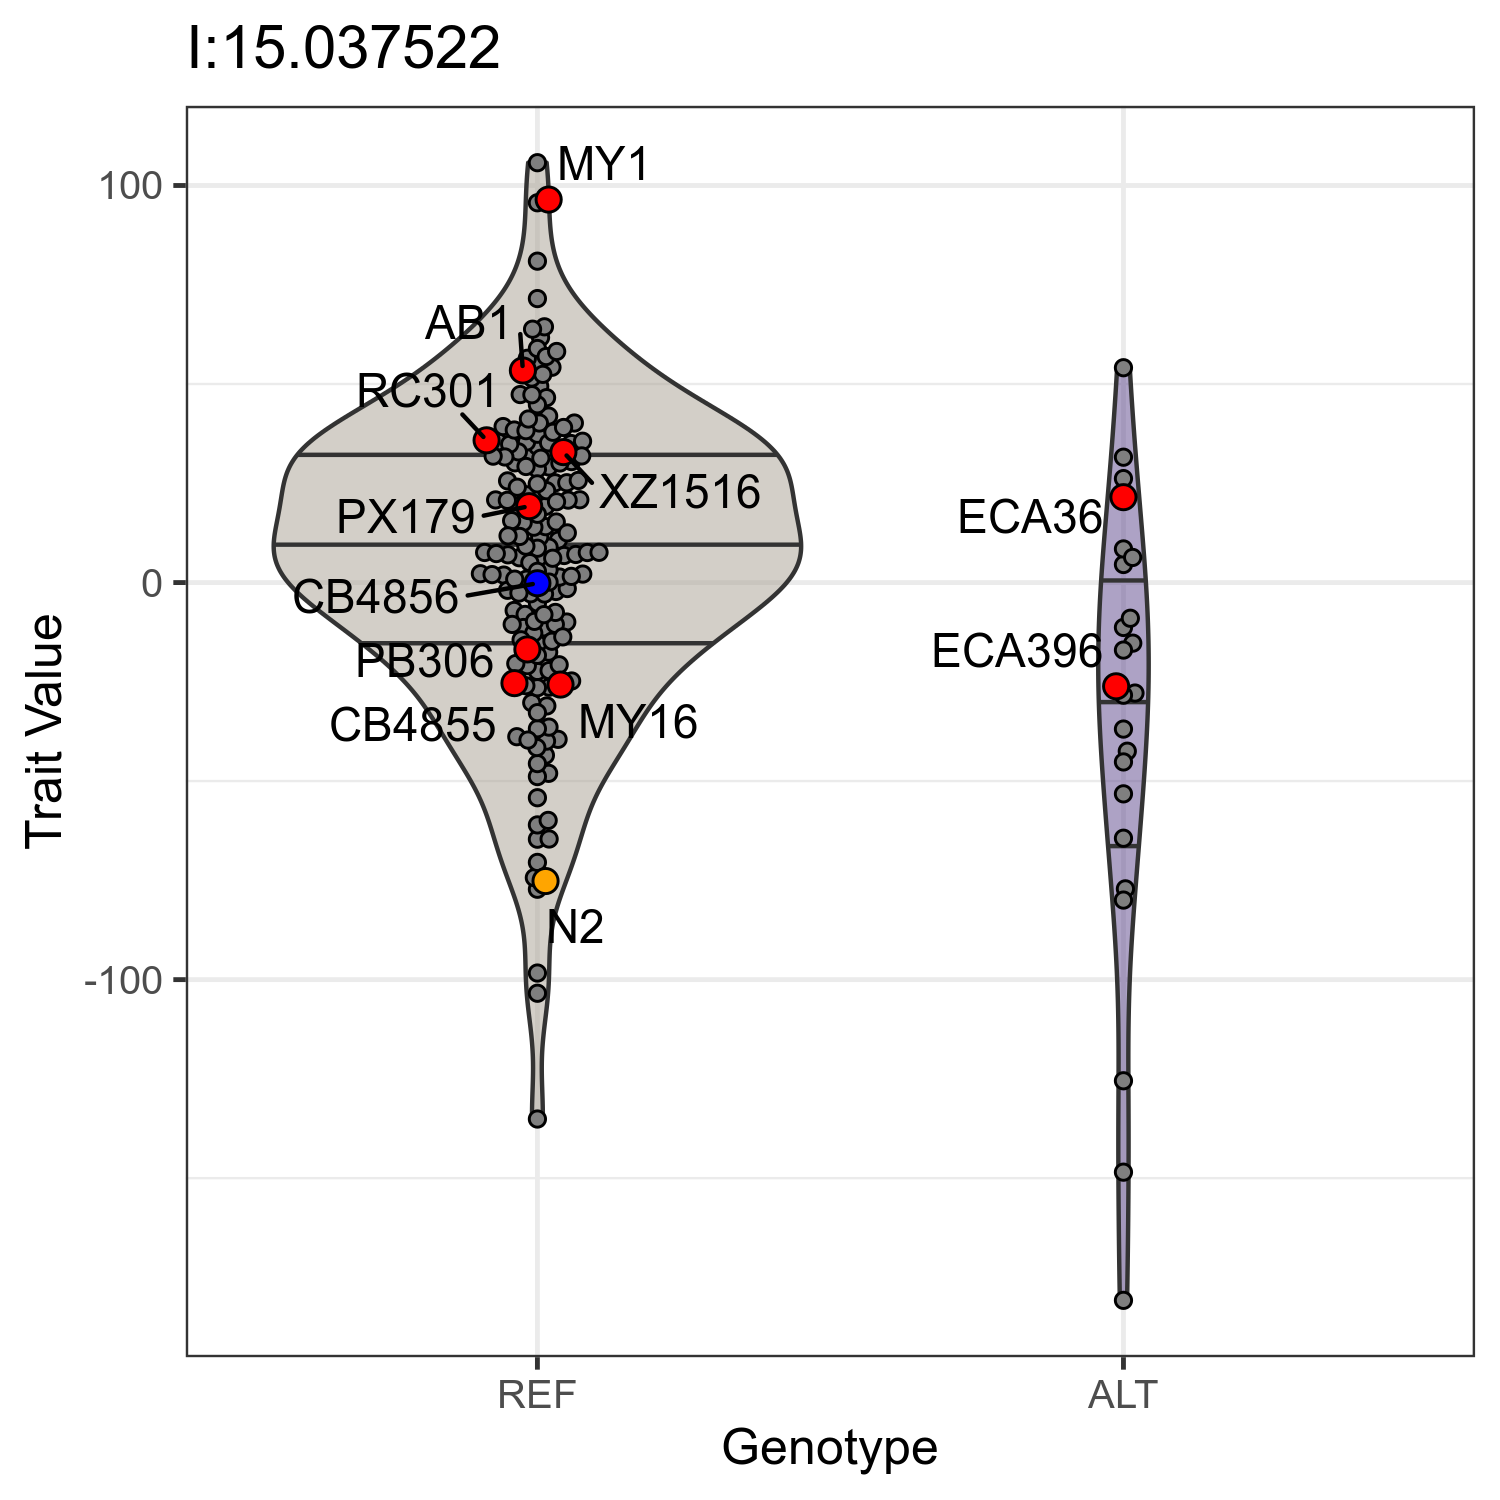 I:15.037522
MY1
100
AB1
RC301
XZ1516
PX179
ECA36
0
CB4856
ECA396
PB306
CB4855
MY16
N2
-100
Trait Value
REF
ALT
Genotype